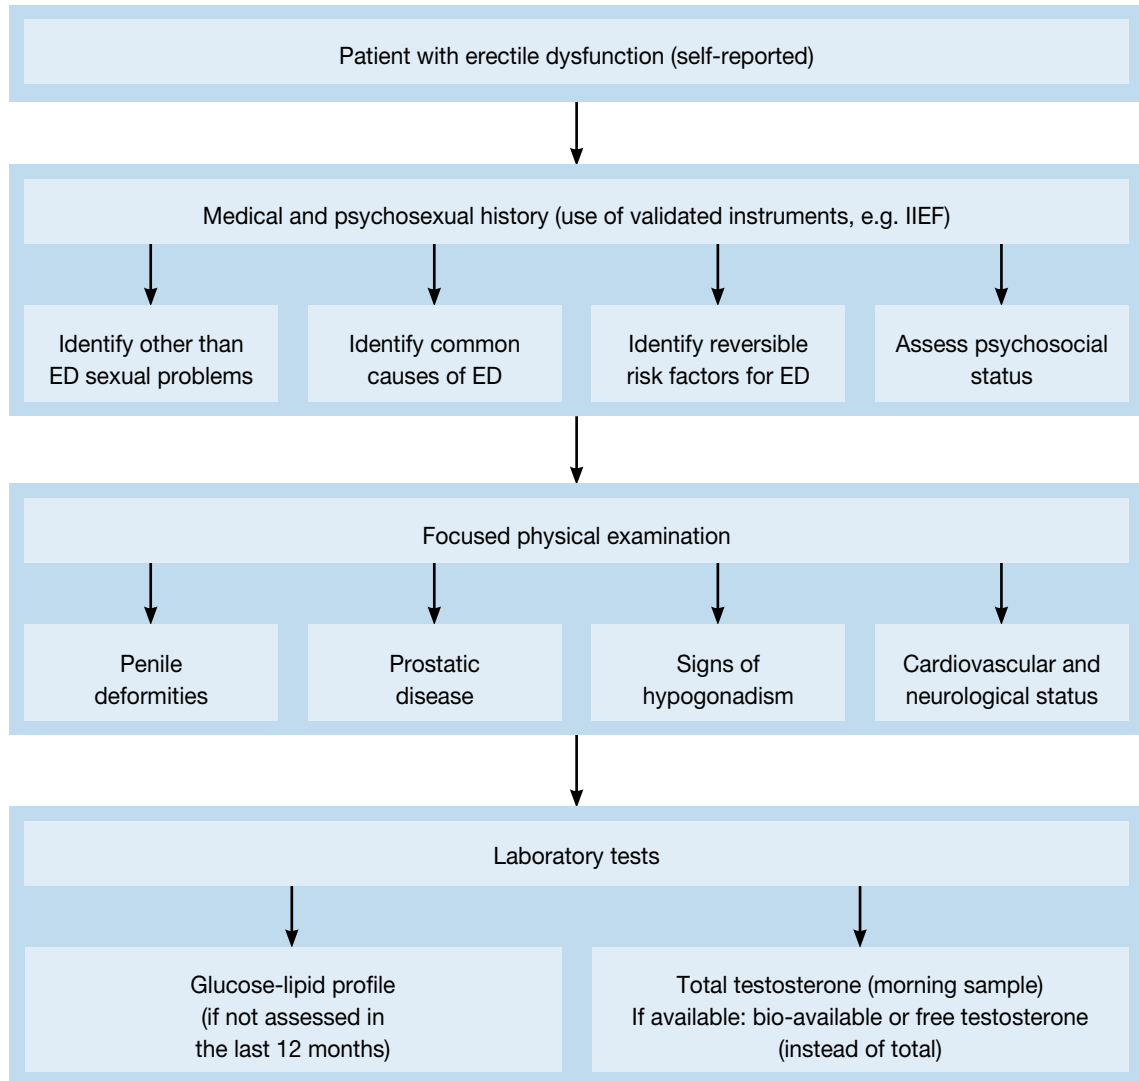 Patient with erectile dysfunction (self-reported)
Medical and psychosexual history (use of validated instruments, e.g. IIEF)
Identify other than
ED sexual problems
Identify common
causes of ED
Identify reversible
risk factors for ED
Assess psychosocial
status
Focused physical examination
Penile
deformities
Prostatic
disease
Signs of
hypogonadism
Cardiovascular and
neurological status
Laboratory tests
Glucose-lipid profile
(if not assessed in
the last 12 months)
Total testosterone (morning sample)
If available: bio-available or free testosterone
(instead of total)